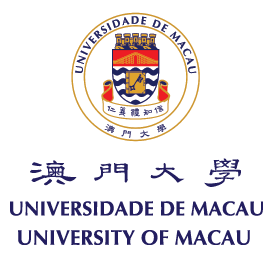 UNIVERSIDADE DE MACAU
仁義禮知信
澳門大學
澳門大學
UNIVERSIDADE DE MACAU
UNIVERSITY OF MACAU